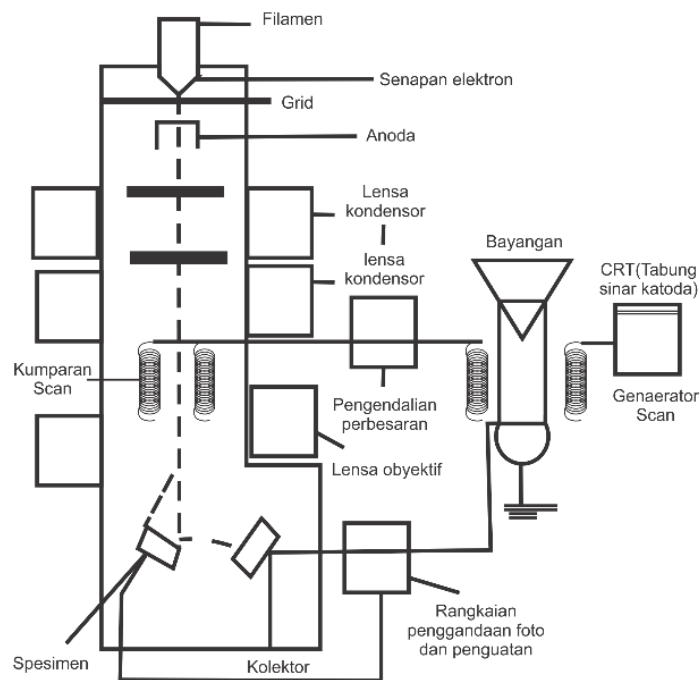 Filamen
Senapan elektron
Grid
Anoda
Lensa
kondensor
lensa
kondensor
Bayangan
CRT(Tabung
sinar katoda)
Kumparan
Scan
Pengendalian
perbesaran
Genaerator
Scan
Lensa obyektif
Rangkaian
penggandaan foto
dan penguatan
Spesimen
Kolektor